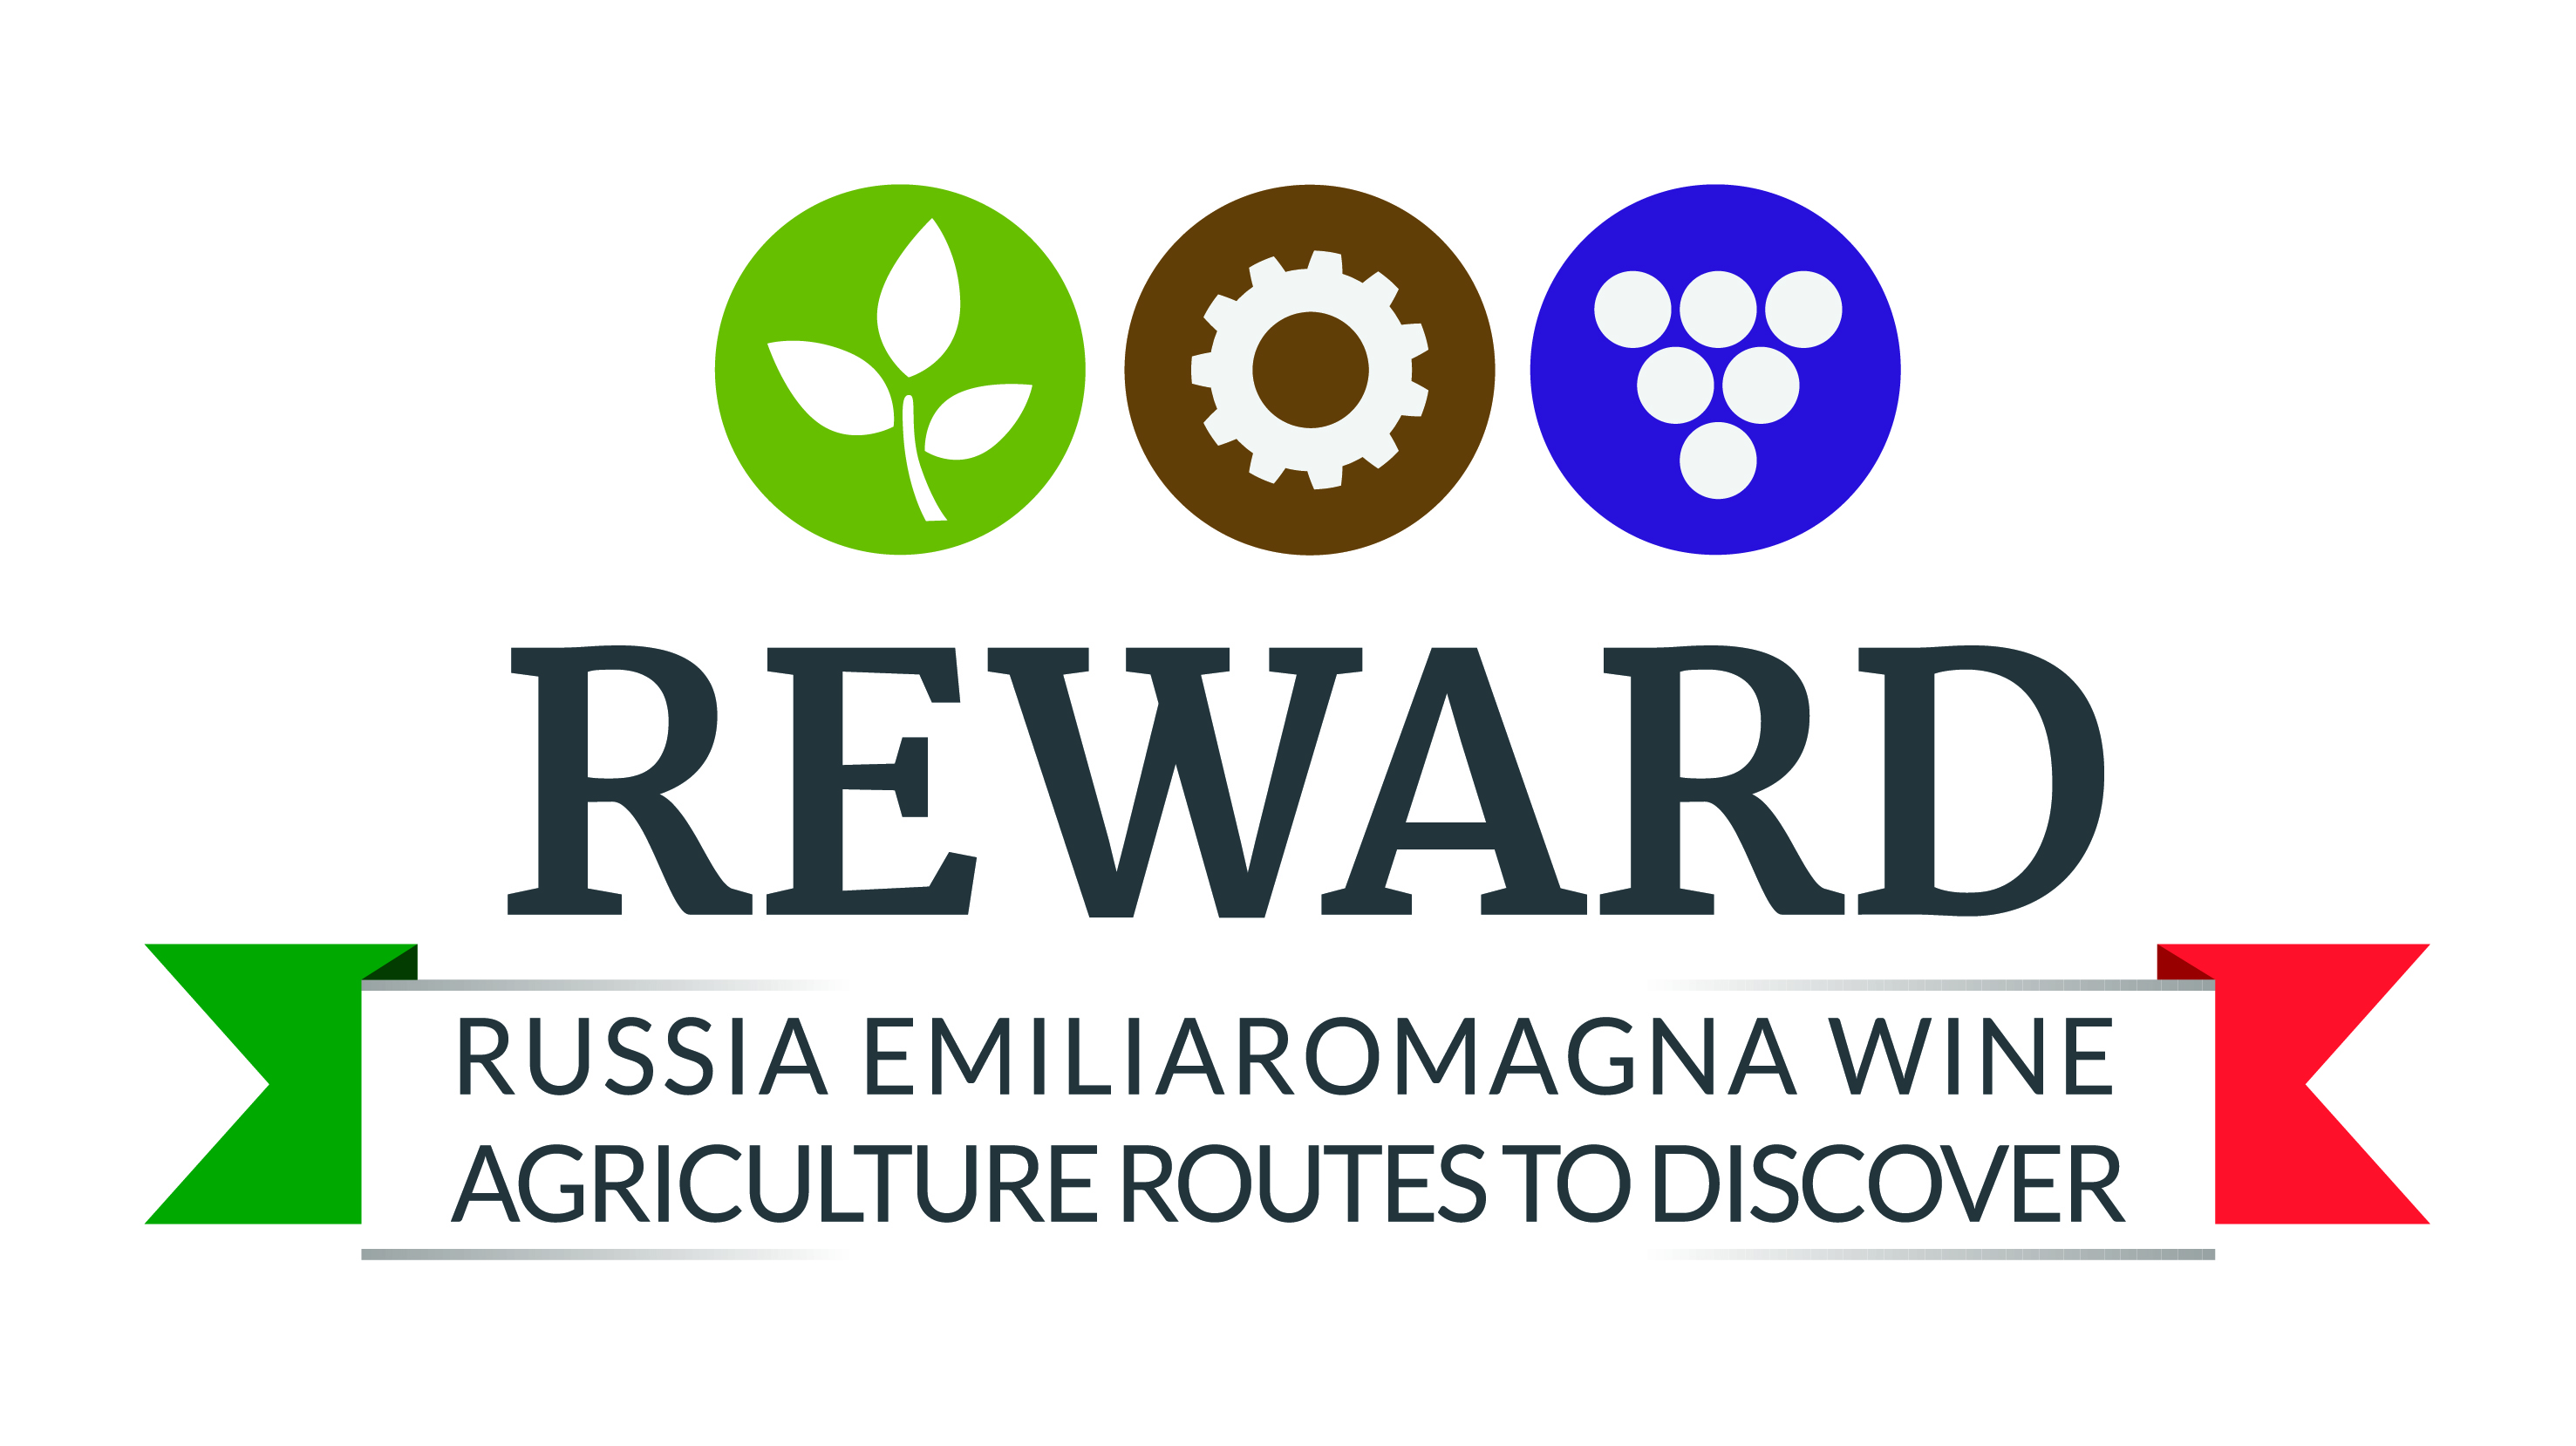 REWARD
RUSSIA EMILIAROMAGNA WINE
AGRICULTURE ROUTES TO DISCOVER